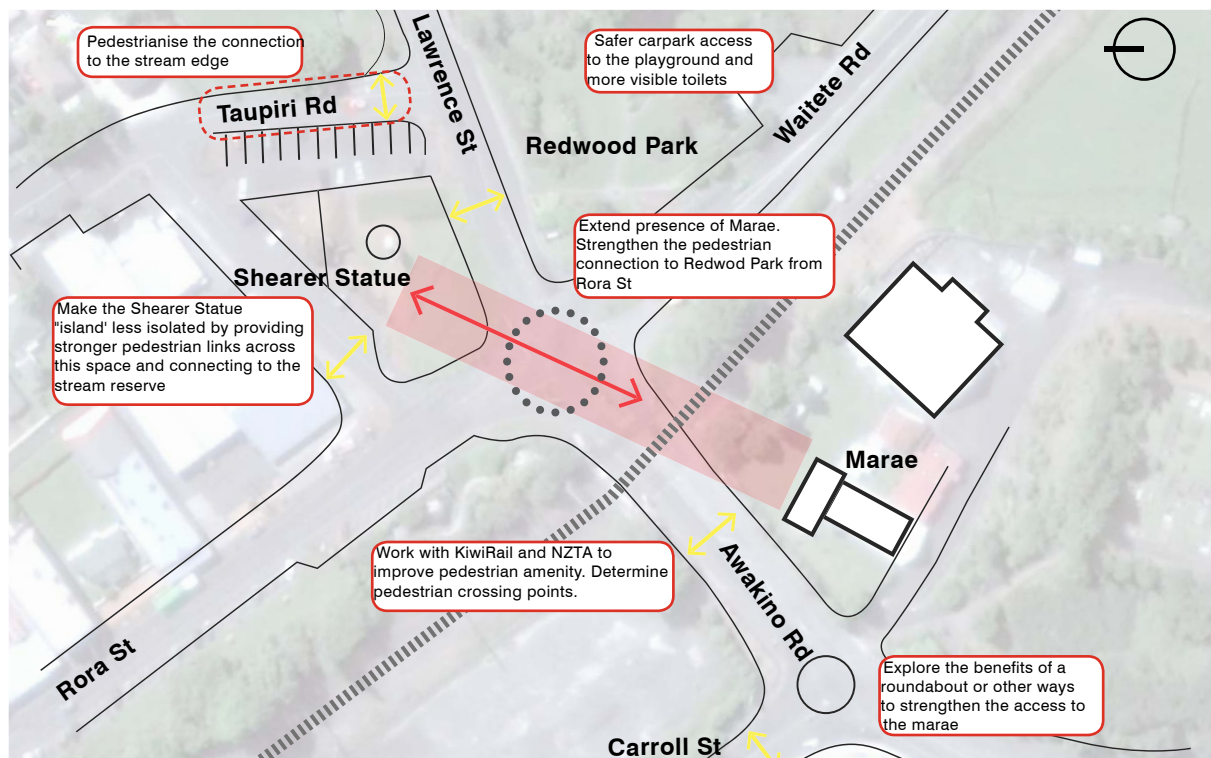 Pedestrianise the connection
to the stream edge
Lawrence St
Safer carpark access
to the playground and
more visible toilets
Waitete Rd
Taupiri Rd
Redwood Park
Extend presence of Marae.
Strengthen the pedestrian
connection to Redwod Park from
Rora St
Shearer Statue
Make the Shearer Statue
"island' less isolated by providing
stronger pedestrian links across
this space and connecting to the
stream reserve
Marae
Work with KiwiRail and NZTA to
improve pedestrian amenity. Determine
pedestrian crossing points.
Awakino Rd
Rora St
Explore the benefits of a
roundabout or other ways
to strengthen the access to
the marae
Carroll St